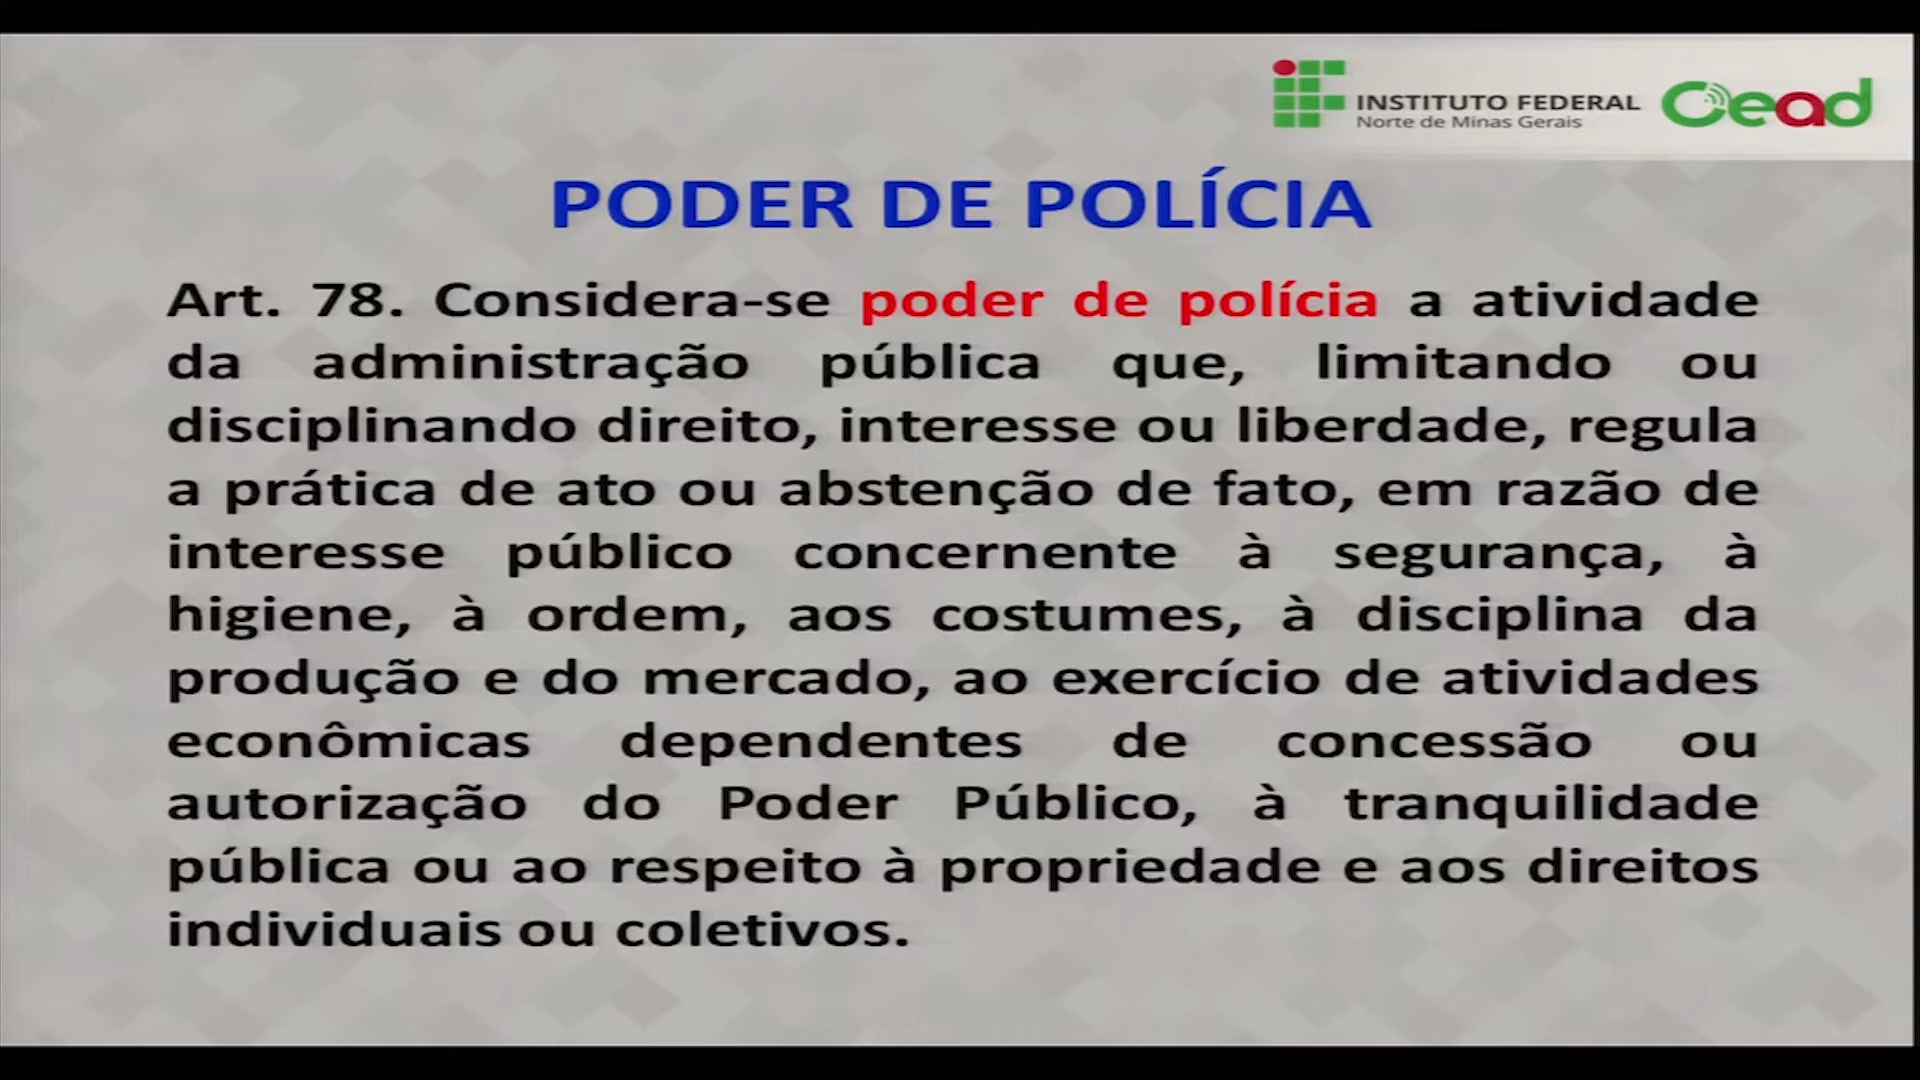 INSTITUTO FEDERAL
Norte de Minas Gerais
Cead
PODER DE POLÍCIA
Art. 78. Considera-se poder de polícia a atividade
da administração pública que, limitando ou
disciplinando direito, interesse ou liberdade, regula
a prática de ato ou abstenção de fato, em razão de
interesse público concernente à segurança, à
higiene, à ordem, aos costumes, à disciplina da
produção e do mercado, ao exercício de atividades
econômicas dependentes de concessão ou
autorização do Poder Público, à tranquilidade
pública ou ao respeito à propriedade e aos direitos
individuais ou coletivos.